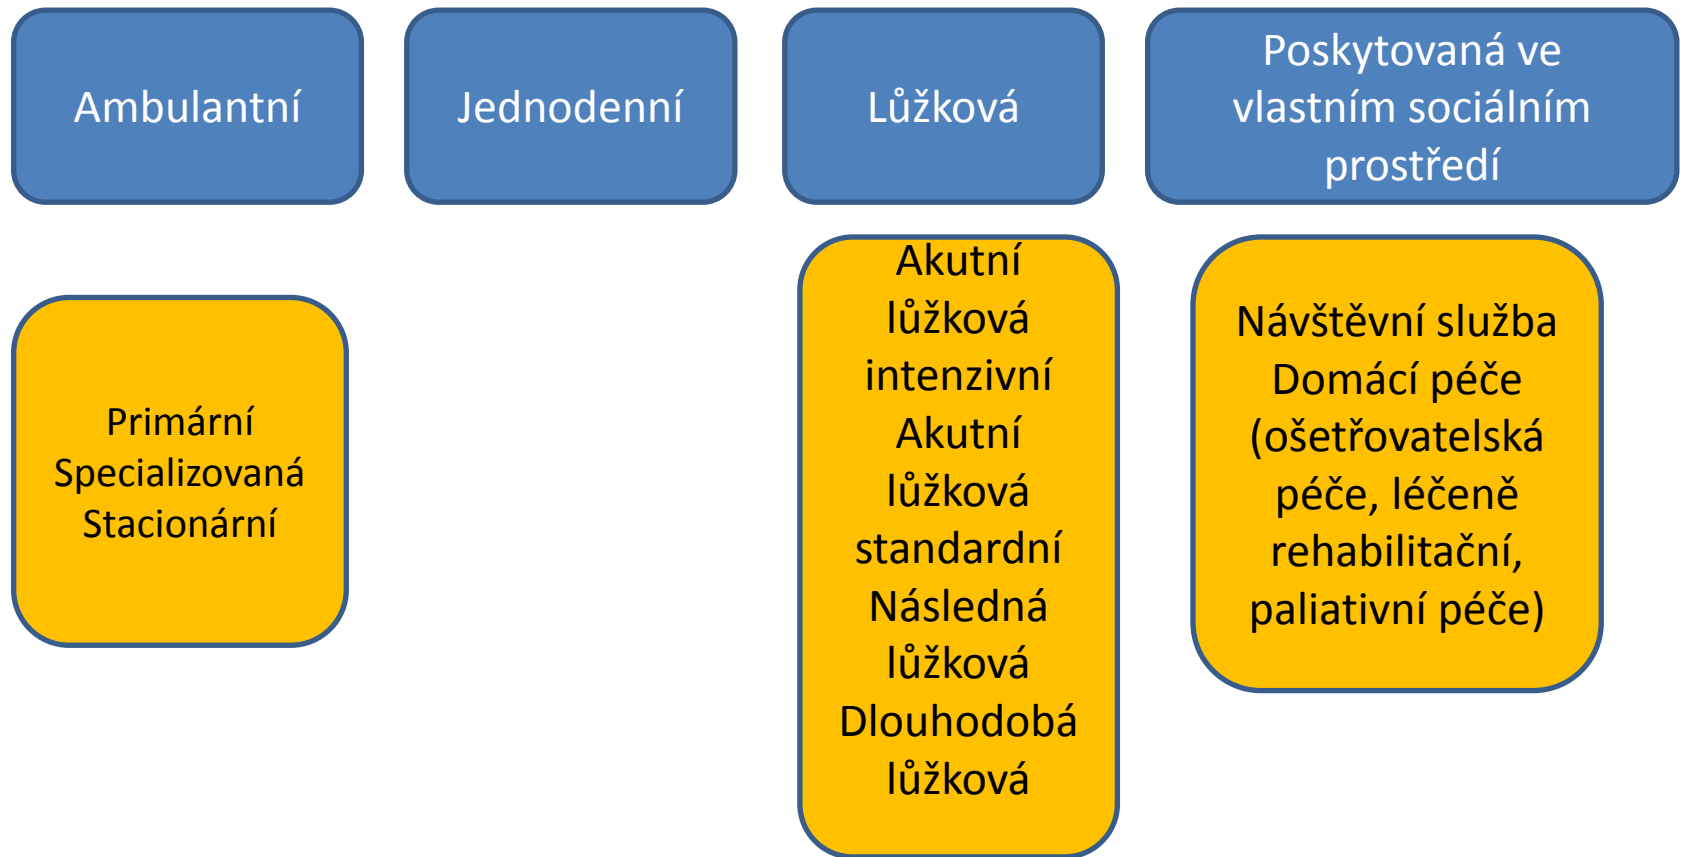 Ambulantní
Jednodenní
Lůžková
Poskytovaná ve
vlastním sociálním
prostředí
Primární
Specializovaná
Stacionární
Akutní
lůžková
intenzivní
Akutní
lůžková
standardní
Následná
lůžková
Dlouhodobá
lůžková
Návštěvní služba
Domácí péče
(ošetřovatelská
péče, léčeně
rehabilitační,
paliativní péče)